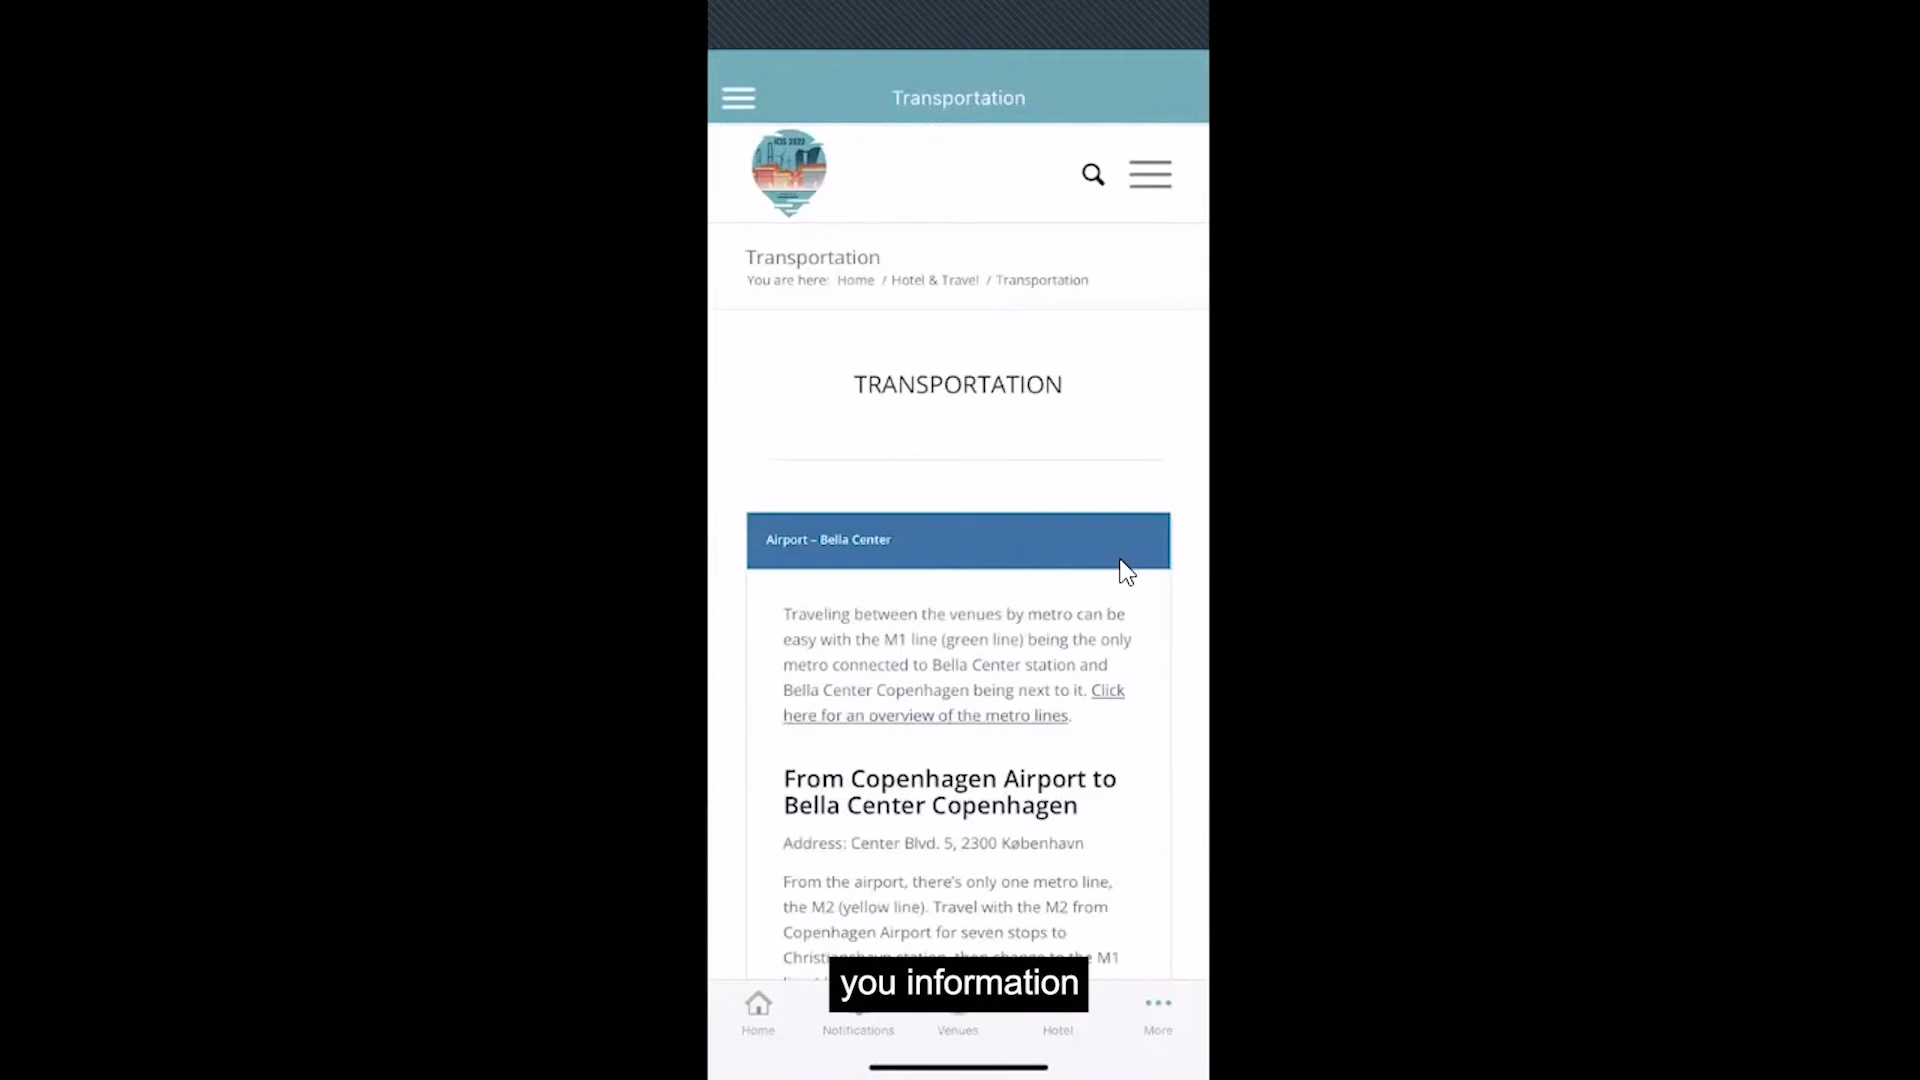 Transportation
IOS 2022
Transportation
You are here: Home / Hotel & Travel / Transportation
TRANSPORTATION
Airport – Bella Center
Traveling between the venues by metro can be
easy with the M1 line (green line) being the only
metro connected to Bella Center station and
Bella Center Copenhagen being next to it. Click
here for an overview of the metro lines.
From Copenhagen Airport to
Bella Center Copenhagen
Address: Center Blvd. 5, 2300 København
From the airport, there's only one metro line,
the M2 (yellow line). Travel with the M2 from
Copenhagen Airport for seven stops to
M1
you information
Home
Notifications
Venues
Hotel
More